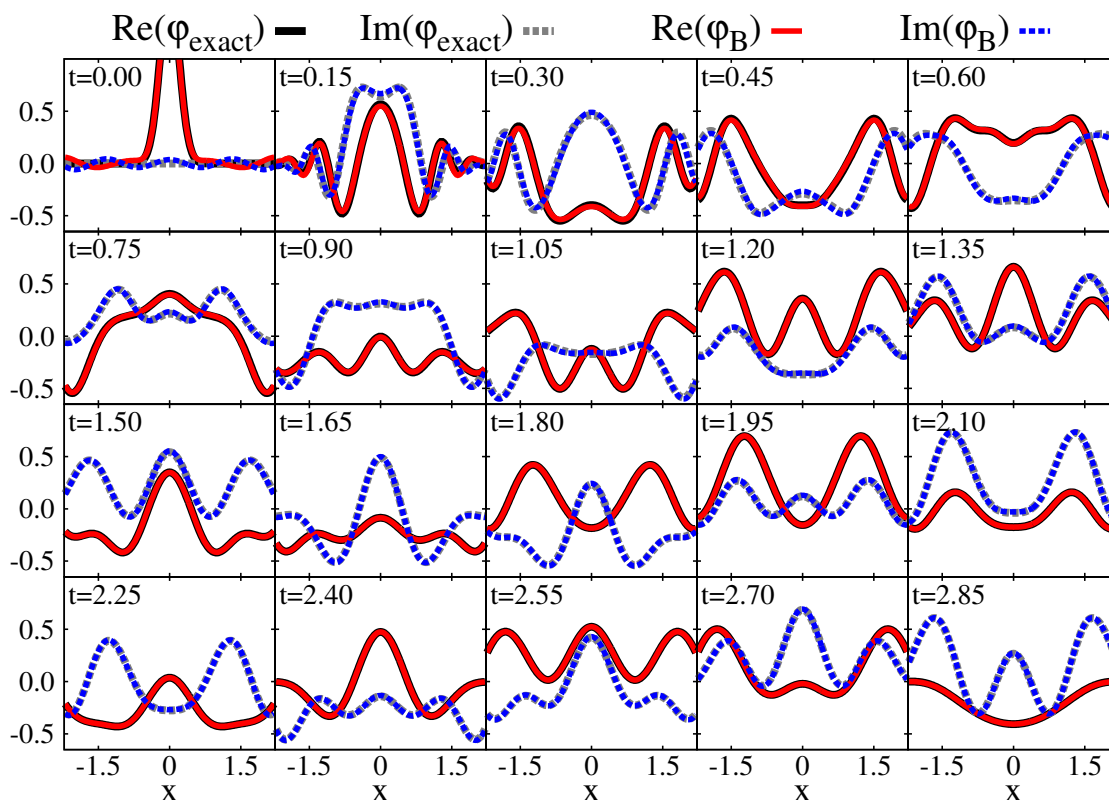 Re(φexact) Im(φexact) Re(φB) Im(φB)
t=0.00 t=0.15 t=0.30 t=0.45 t=0.60
0.5
0.0
-0.5
t=0.75 t=0.90 t=1.05 t=1.20 t=1.35
0.5
0.0
-0.5
t=1.50 t=1.65 t=1.80 t=1.95 t=2.10
0.5
0.0
-0.5
t=2.25 t=2.40 t=2.55 t=2.70 t=2.85
0.5
0.0
-0.5
-1.5 0 1.5 -1.5 0 1.5 -1.5 0 1.5 -1.5 0 1.5 -1.5 0 1.5
x x x x x